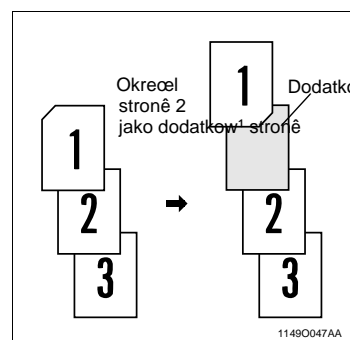 Okreœl
stronê 2
jako dodatkow¹ stronê
Dodatko
1
2
3
1
2
3
1149O047AA